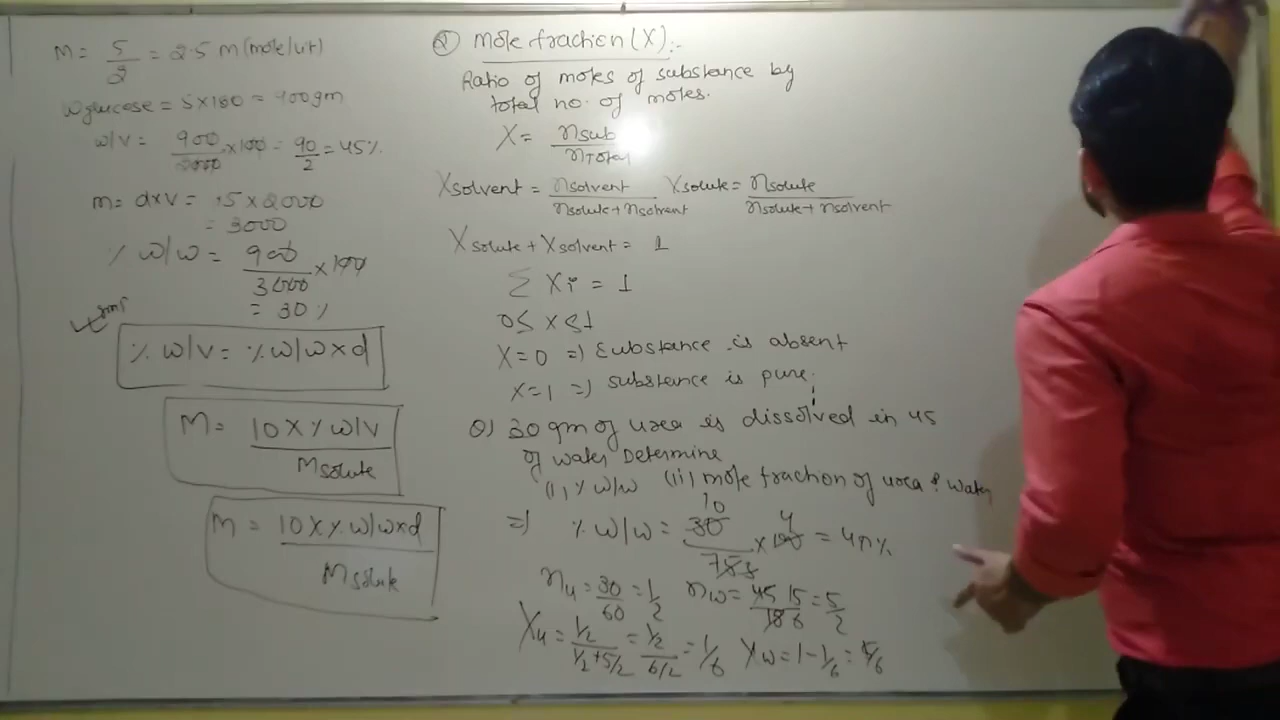 M = 5/2 = 2.5 M (mole/lit)
Wglucose = 5×180 = 900gm
w/v = 900/2000 ×100 = 90/2 = 45%
m = d×v = 1.5 × 2000
= 3000
% w/w = 900/3000 ×100
= 30 %
% w/v = % w/w × d
M = 10 × % w/v / Msolute
M = 10 × % w/w × d / Msolute
② Mole fraction (X) :-
Ratio of moles of substance by
total no. of moles.
X = nsub / nTotal
Xsolvent = nsolvent / nsolute + nsolvent Xsolute = nsolute / nsolute + nsolvent
Xsolute + Xsolvent = 1
Σ Xi = 1
0 ≤ X ≤ 1
X=0 => Substance is absent
X=1 => Substance is pure.
Q) 30 gm of urea is dissolved in 45
of water Determine
(i) % w/w (ii) mole fraction of urea & water
=> % w/w = 30/75 × 100 = 40%
nu = 30/60 = 1/2 nw = 45/18 = 15/6 = 5/2
Xu = 1/2 / 1/2+5/2 = 1/2 / 6/2 = 1/6 Xw = 1 - 1/6 = 5/6